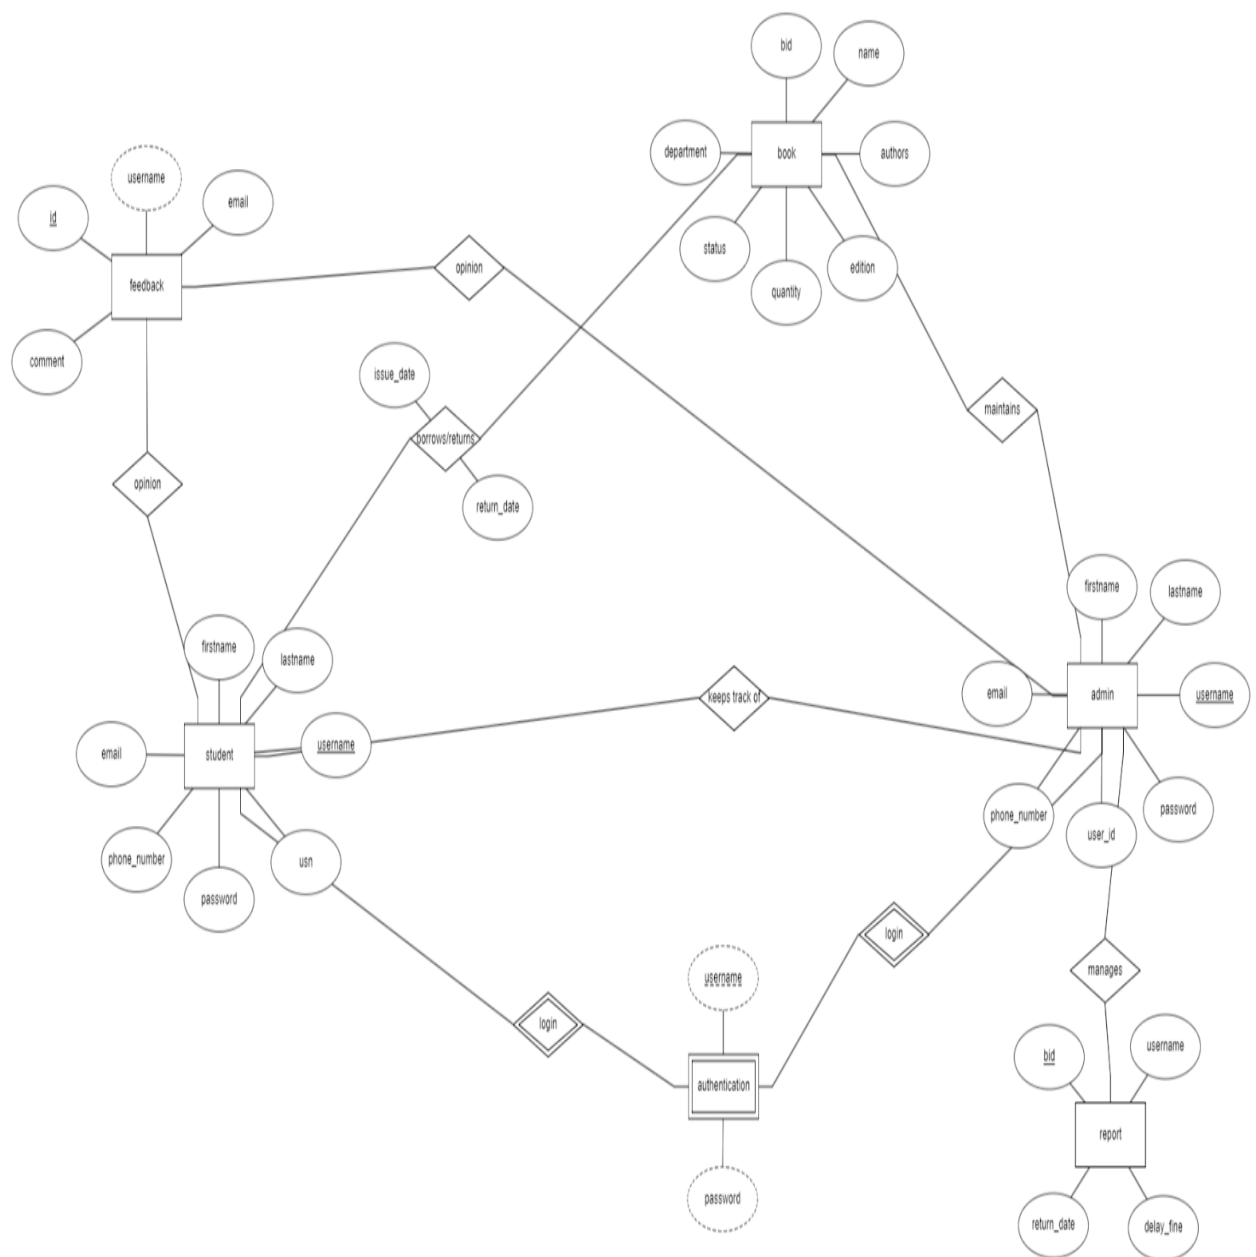 bid
name
department
book
authors
username
id
email
status
edition
quantity
feedback
opinion
comment
issue_date
maintains
borrows/returns
opinion
return_date
firstname
lastname
firstname
lastname
email
student
username
keeps track of
email
admin
username
phone_number
usn
password
phone_number
user_id
password
login
username
manages
login
bid
username
authentication
report
password
return_date
delay_fine